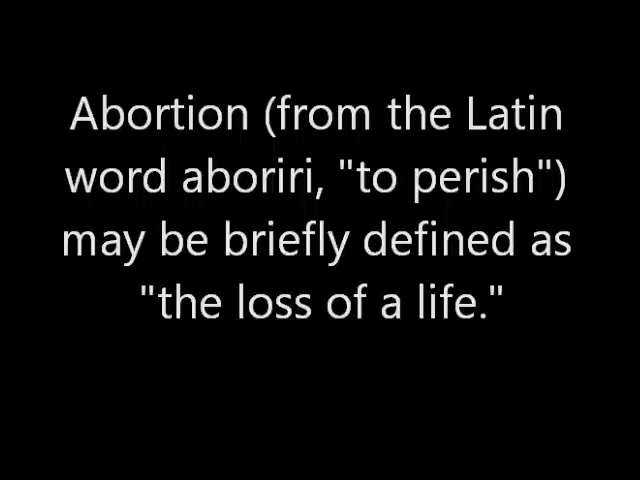 Abortion (from the Latin
word aboriri, "to perish")
may be briefly defined as
"the loss of a life."